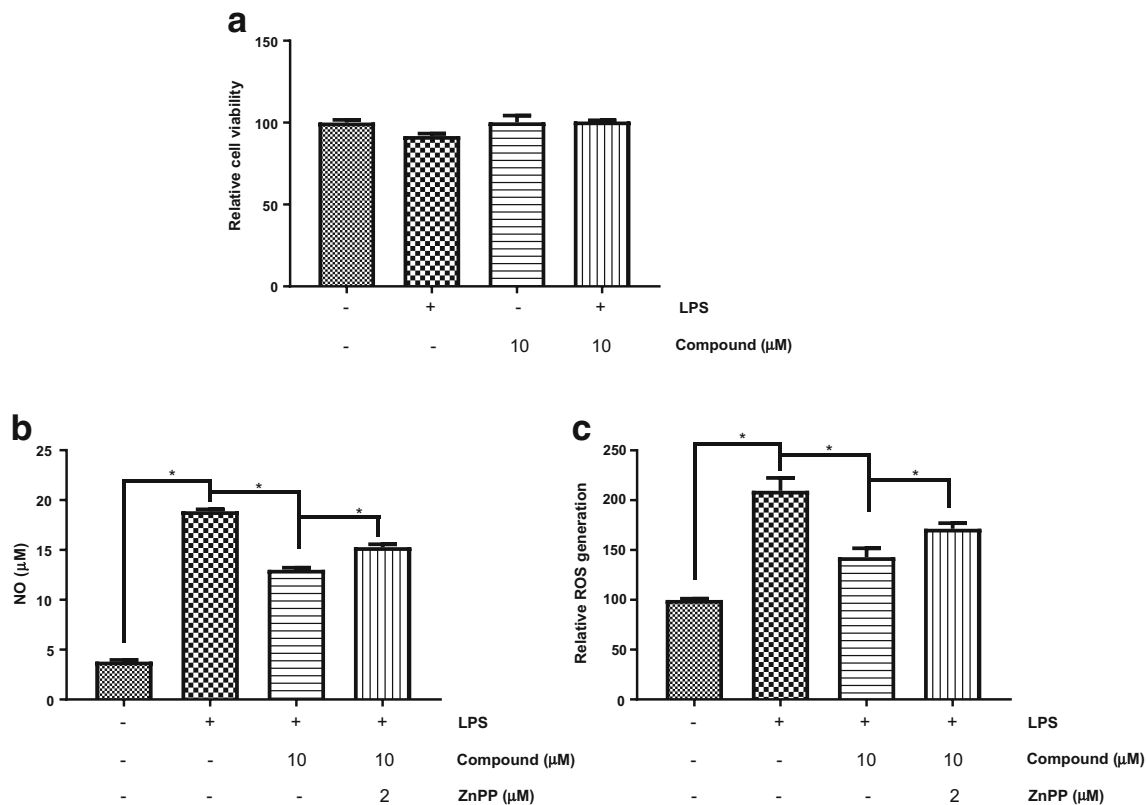 a
150
100
50
0
Relative cell viability
- + - + LPS
- - 10 10 Compound (μM)
b
25
20
15
10
5
0
NO (μM)
* * *
- + + + LPS
- - 10 10 Compound (μM)
- - - 2 ZnPP (μM)
c
250
200
150
100
50
0
Relative ROS generation
* * *
- + + + LPS
- - 10 10 Compound (μM)
- - - 2 ZnPP (μM)